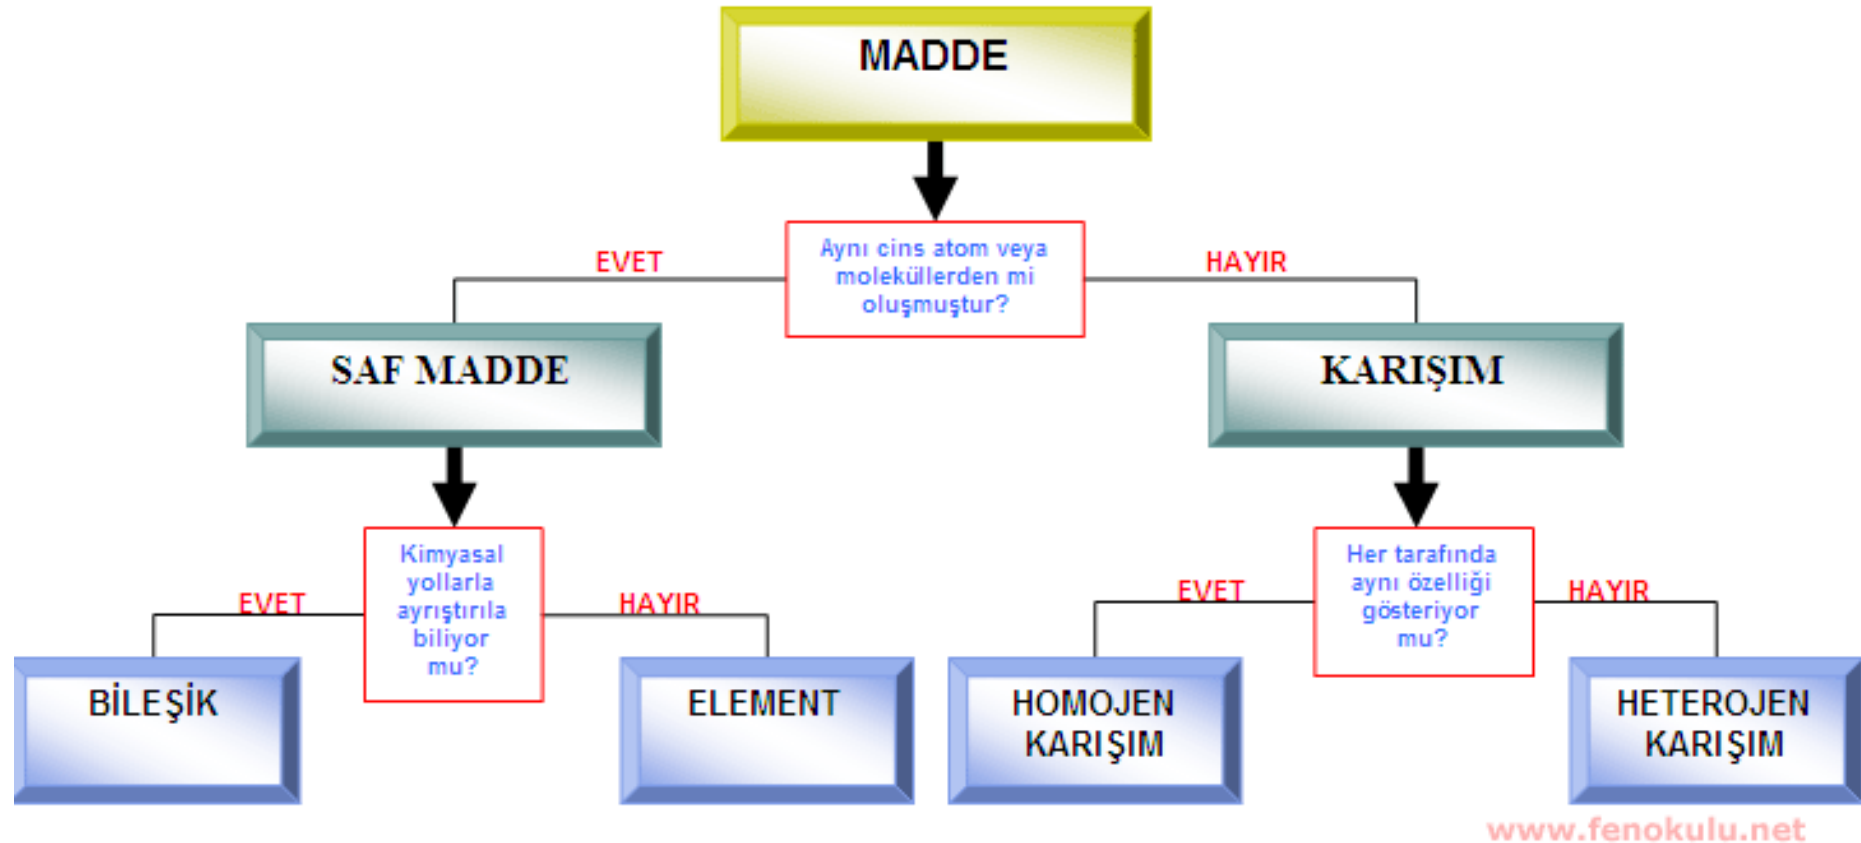 MADDE
EVET
Aynı cins atom veya
moleküllerden mi
oluşmuştur?
HAYIR
SAF MADDE
KARIŞIM
EVET
Kimyasal
yollarla
ayrıştırıla
biliyor
mu?
HAYIR
EVET
Her tarafında
aynı özelliği
gösteriyor
mu?
HAYIR
BİLEŞİK
ELEMENT
HOMOJEN
KARIŞIM
HETEROJEN
KARIŞIM
www.fenokulu.net